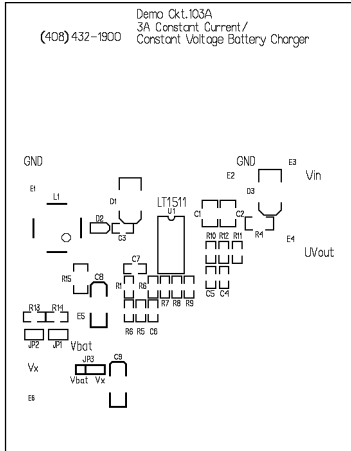 Demo Ckt.103A
3A Constant Current/
(408) 432-1900 Constant Voltage Battery Charger
GND GND E3
E2 Vin
E1 L1 D1 D3
LT1511
U1
C1 C2
D2 C3 R4
R10 R12 R11 E4
UVout
C7
R15 C8
R1 R6 R7 R8 R9
C5 C4
R13 R14 E5
R6 R5 C6
JP2 JP1 Vbat
Vx JP3 C9
Vbat Vx
E6